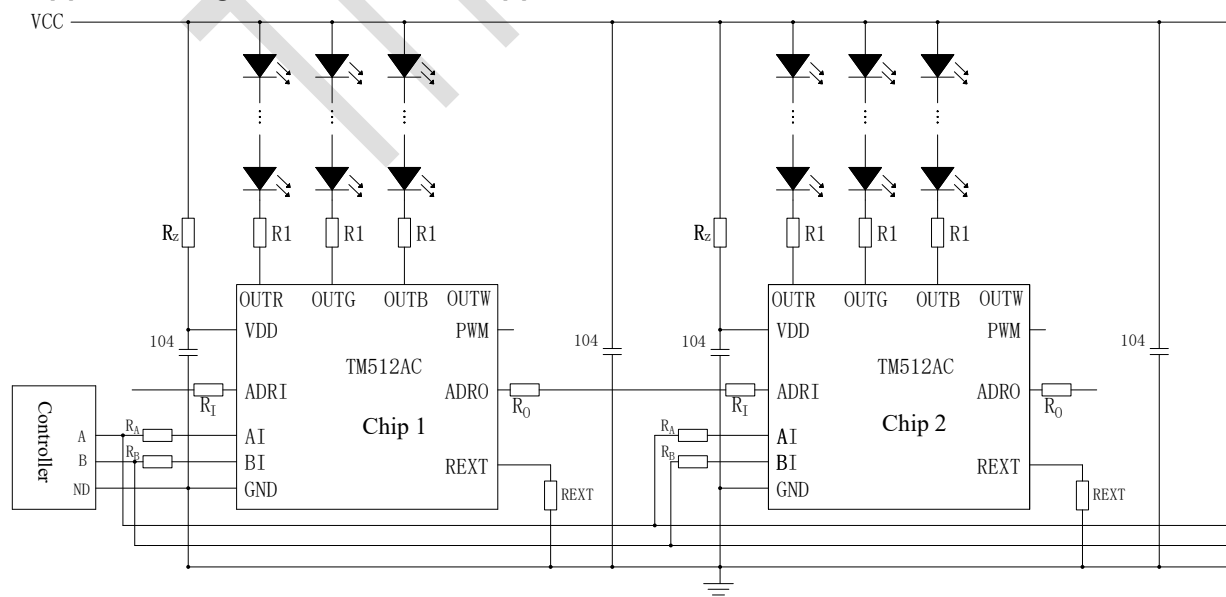 VCC
Rz R1 R1 R1 Rz R1 R1 R1
OUTR OUTG OUTB OUTW OUTR OUTG OUTB OUTW
104 VDD PWM 104 104 VDD PWM 104
TM512AC TM512AC
ADRI ADRO ADRI ADRO
RI RO RI RO
Controller
Chip 1 Chip 2
A RA AI RA AI
B RB BI REXT RB BI REXT
ND GND REXT GND REXT